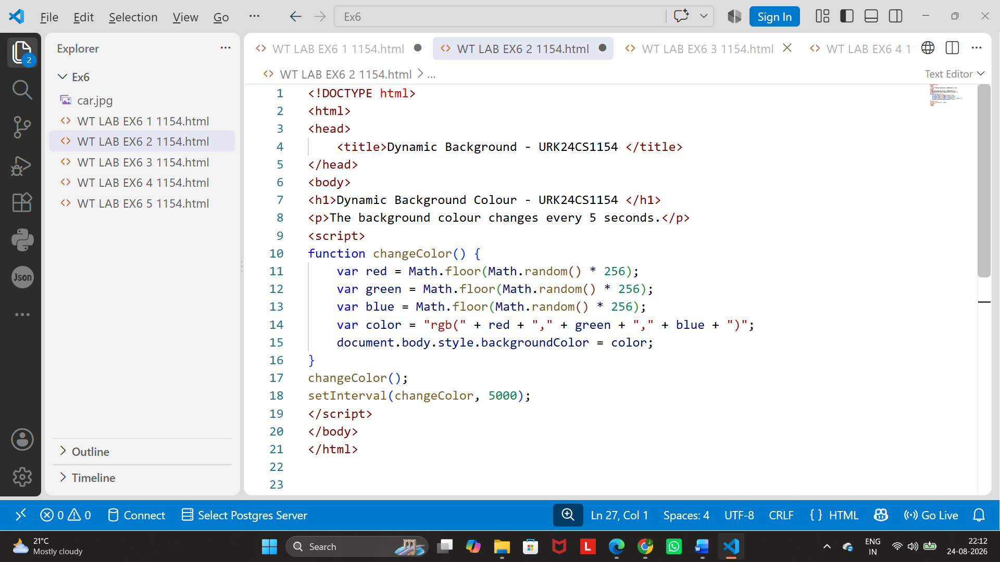 File Edit Selection View Go ··· Ex6 Sign In
Explorer ···
2
Ex6
car.jpg
WT LAB EX6 1 1154.html
WT LAB EX6 2 1154.html
WT LAB EX6 3 1154.html
WT LAB EX6 4 1154.html
WT LAB EX6 5 1154.html
Json
Outline
Timeline
WT LAB EX6 1 1154.html WT LAB EX6 2 1154.html WT LAB EX6 3 1154.html WT LAB EX6 4 1
WT LAB EX6 2 1154.html > ... Text Editor
1 <!DOCTYPE html>
2 <html>
3 <head>
4 <title>Dynamic Background - URK24CS1154 </title>
5 </head>
6 <body>
7 <h1>Dynamic Background Colour - URK24CS1154 </h1>
8 <p>The background colour changes every 5 seconds.</p>
9 <script>
10 function changeColor() {
11 var red = Math.floor(Math.random() * 256);
12 var green = Math.floor(Math.random() * 256);
13 var blue = Math.floor(Math.random() * 256);
14 var color = "rgb(" + red + "," + green + "," + blue + ")";
15 document.body.style.backgroundColor = color;
16 }
17 changeColor();
18 setInterval(changeColor, 5000);
19 </script>
20 </body>
21 </html>
22
23
0 0 Connect Select Postgres Server Ln 27, Col 1 Spaces: 4 UTF-8 CRLF {} HTML Go Live
21°C
Mostly cloudy
Search
L
W
J
ENG
IN
22:12
24-08-2026